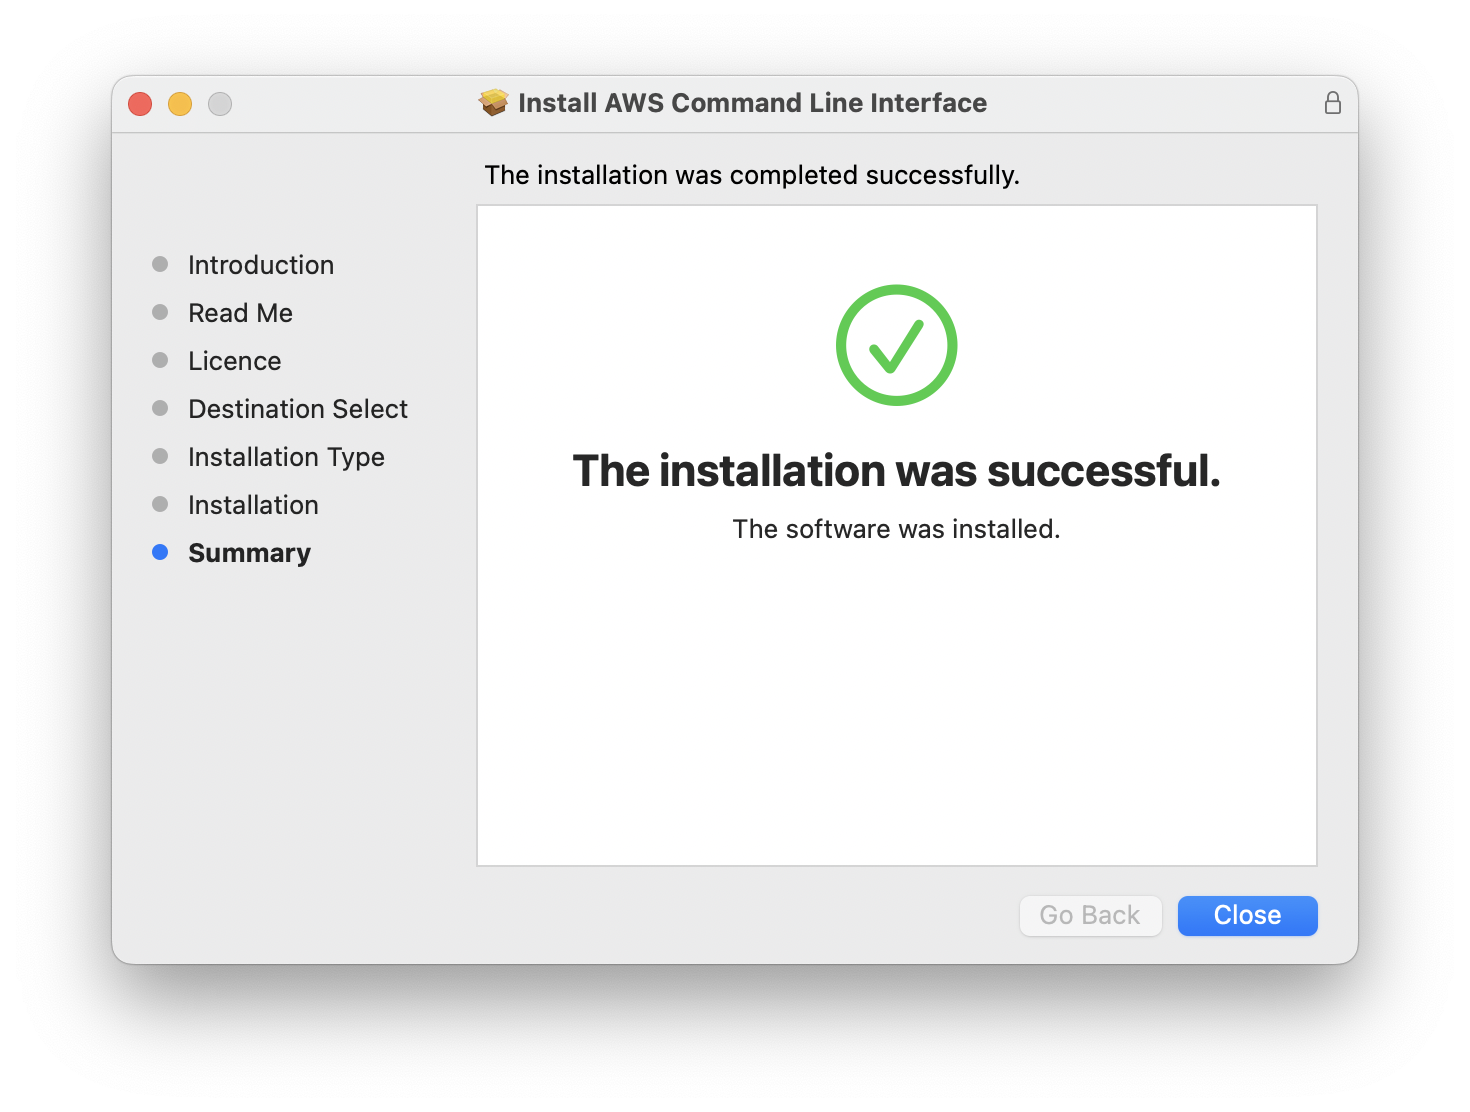 Install AWS Command Line Interface
The installation was completed successfully.
Introduction
Read Me
Licence
Destination Select
Installation Type
Installation
Summary
The installation was successful.
The software was installed.
Go Back
Close